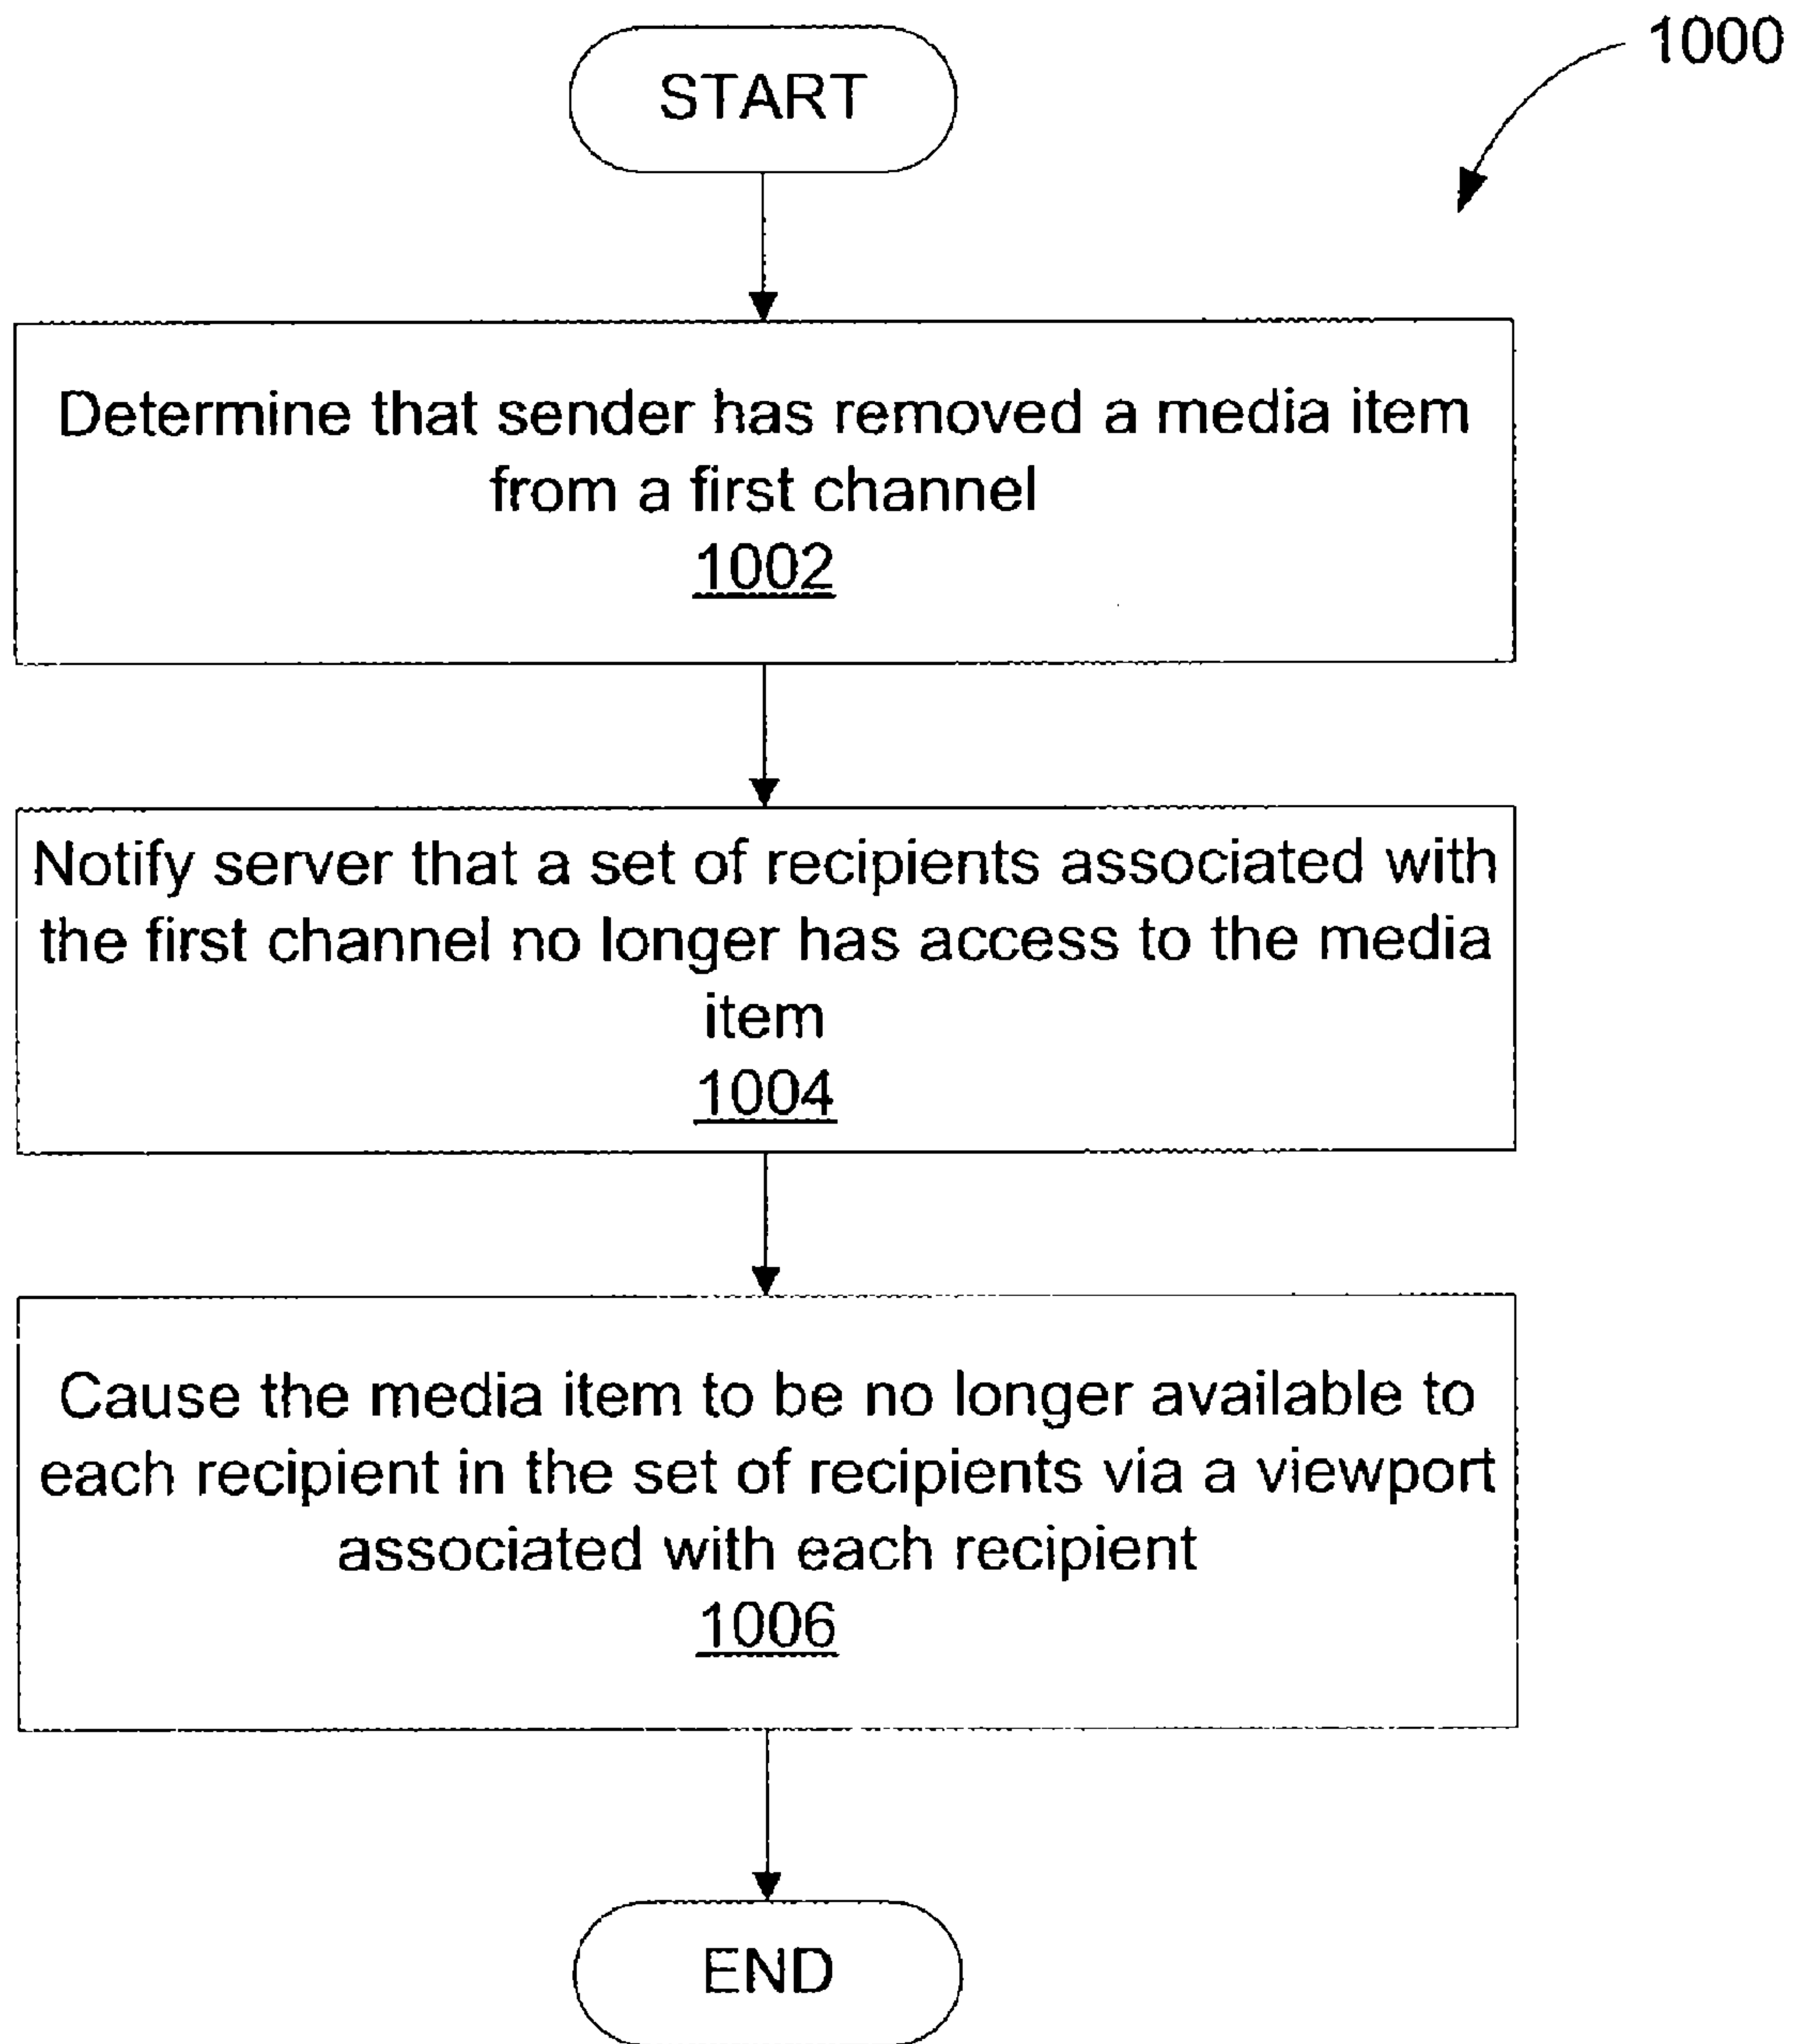 1000
START
Determine that sender has removed a media item
from a first channel
1002
Notify server that a set of recipients associated with
the first channel no longer has access to the media
item
1004
Cause the media item to be no longer available to
each recipient in the set of recipients via a viewport
associated with each recipient
1006
END